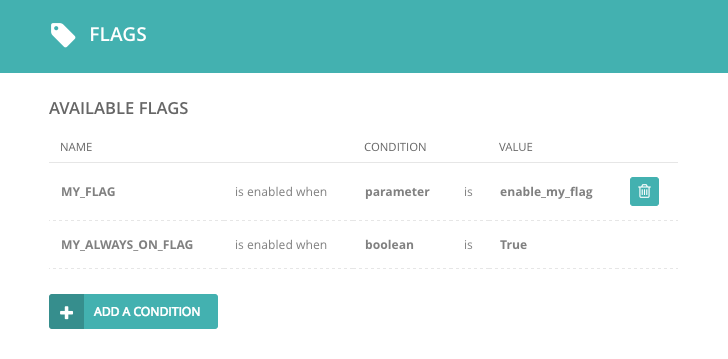 FLAGS
AVAILABLE FLAGS
NAME CONDITION VALUE
MY_FLAG is enabled when parameter is enable_my_flag
MY_ALWAYS_ON_FLAG is enabled when boolean is True
ADD A CONDITION